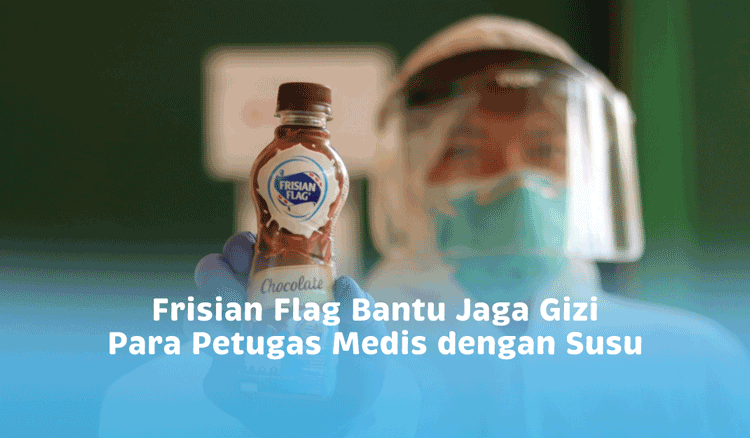 FRISIAN
FLAG
Chocolate
Frisian Flag Bantu Jaga Gizi
Para Petugas Medis dengan Susu